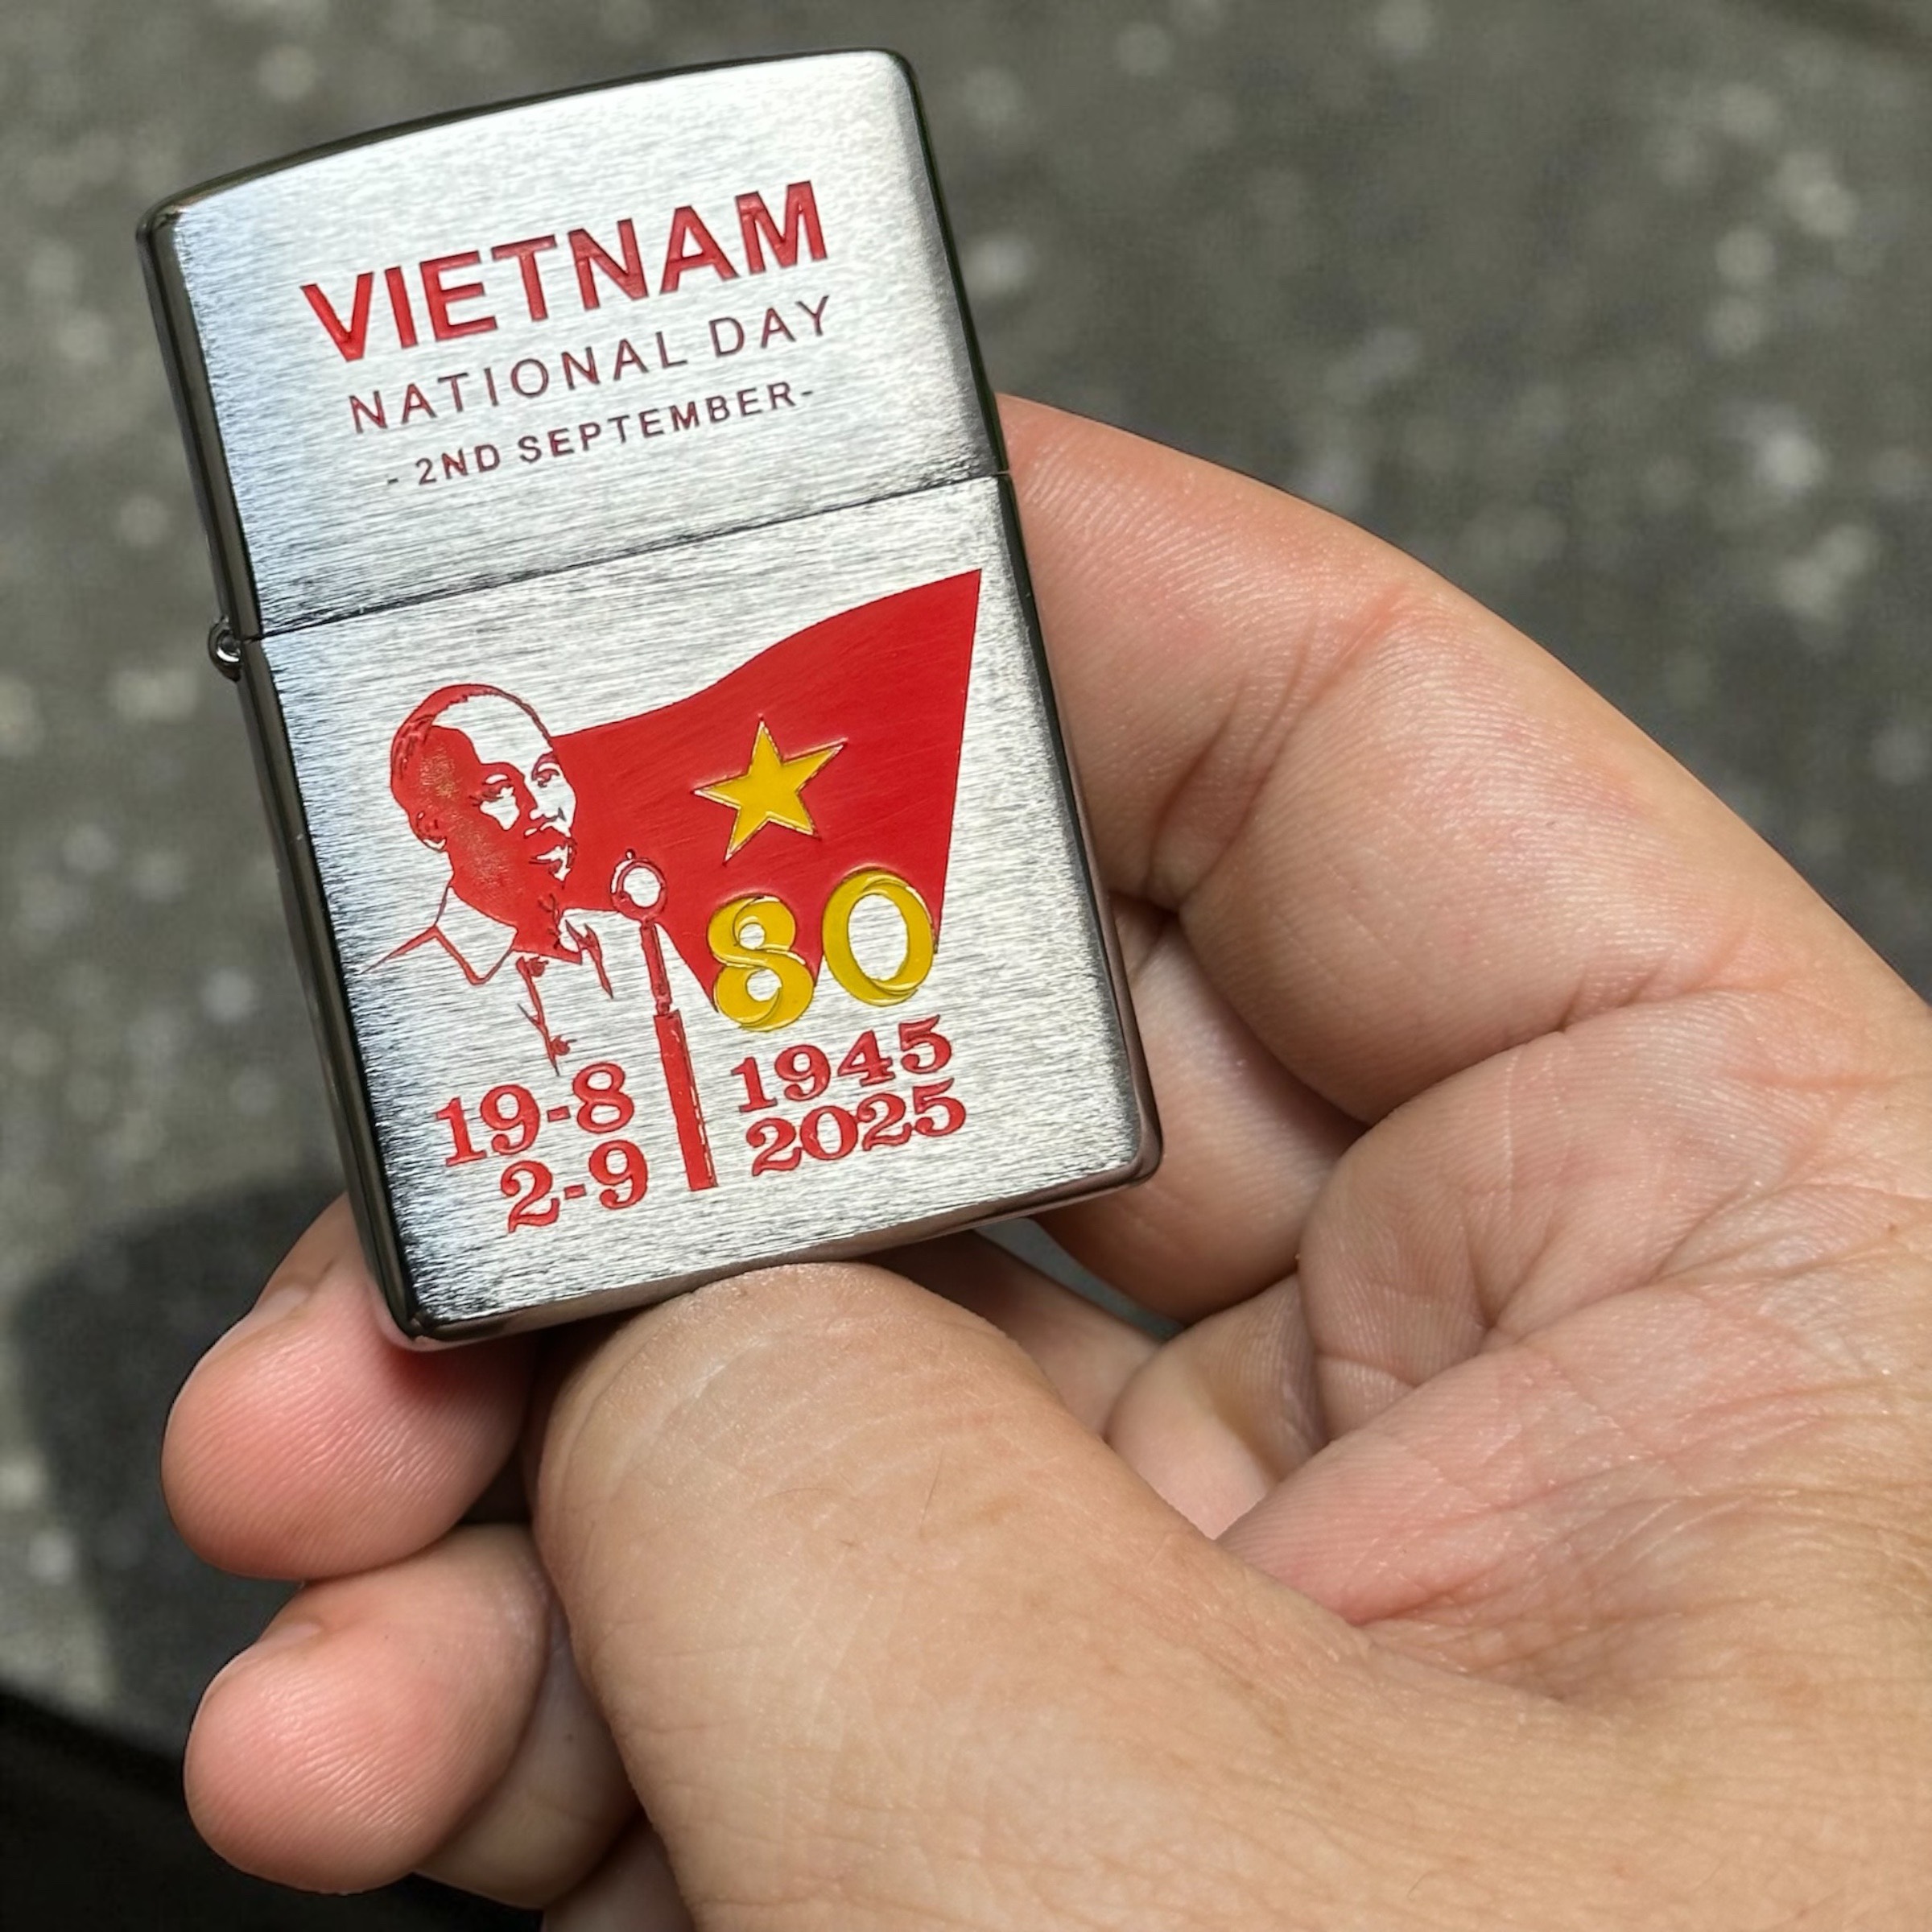 VIETNAM
NATIONAL DAY
- 2ND SEPTEMBER-
80
19-8
2-9
1945
2025